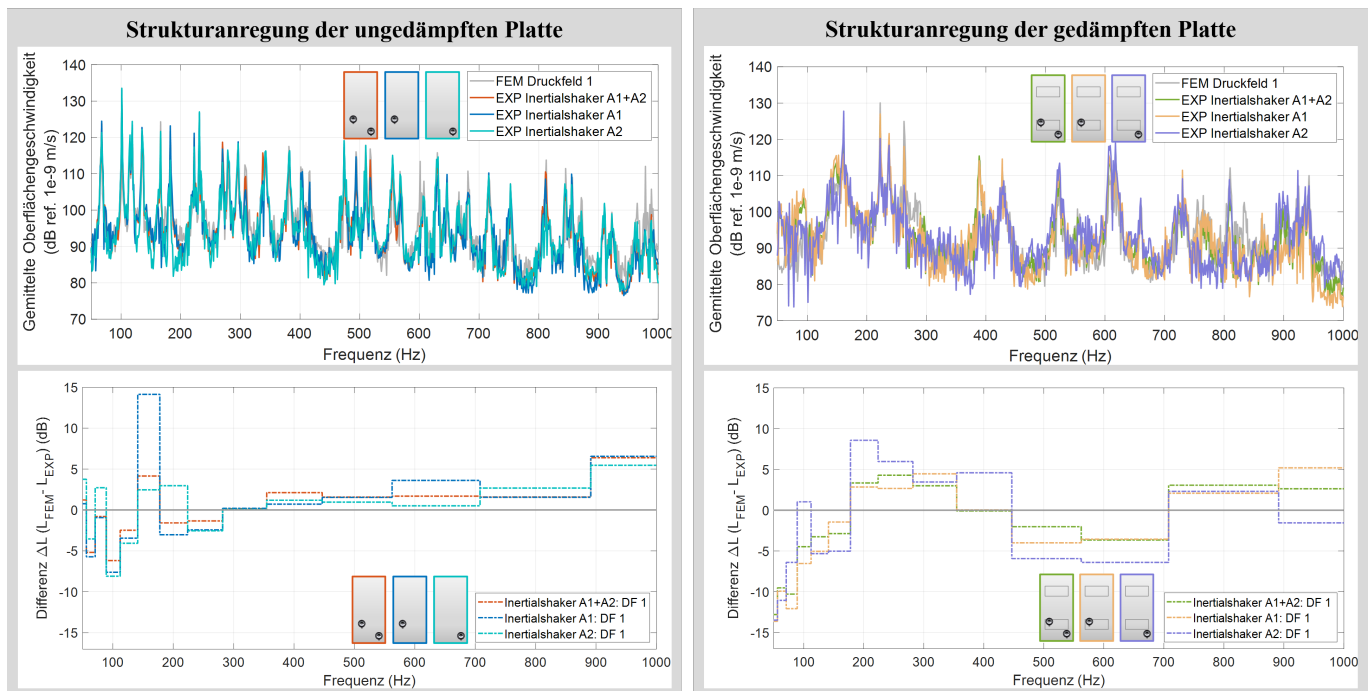 Strukturanregung der ungedämpften Platte
Gemittelte Oberflächengeschwindigkeit
(dB ref. 1e-9 m/s)
140
130
120
110
100
90
80
70
FEM Druckfeld 1
EXP Inertialshaker A1+A2
EXP Inertialshaker A1
EXP Inertialshaker A2
100 200 300 400 500 600 700 800 900 1000
Frequenz (Hz)
Differenz ΔL (L_FEM- L_EXP) (dB)
15
10
5
0
-5
-10
-15
Inertialshaker A1+A2: DF 1
Inertialshaker A1: DF 1
Inertialshaker A2: DF 1
100 200 300 400 500 600 700 800 900 1000
Frequenz (Hz)
Strukturanregung der gedämpften Platte
Gemittelte Oberflächengeschwindigkeit
(dB ref. 1e-9 m/s)
140
130
120
110
100
90
80
70
FEM Druckfeld 1
EXP Inertialshaker A1+A2
EXP Inertialshaker A1
EXP Inertialshaker A2
100 200 300 400 500 600 700 800 900 1000
Frequenz (Hz)
Differenz ΔL (L_FEM- L_EXP) (dB)
15
10
5
0
-5
-10
-15
Inertialshaker A1+A2: DF 1
Inertialshaker A1: DF 1
Inertialshaker A2: DF 1
100 200 300 400 500 600 700 800 900 1000
Frequenz (Hz)